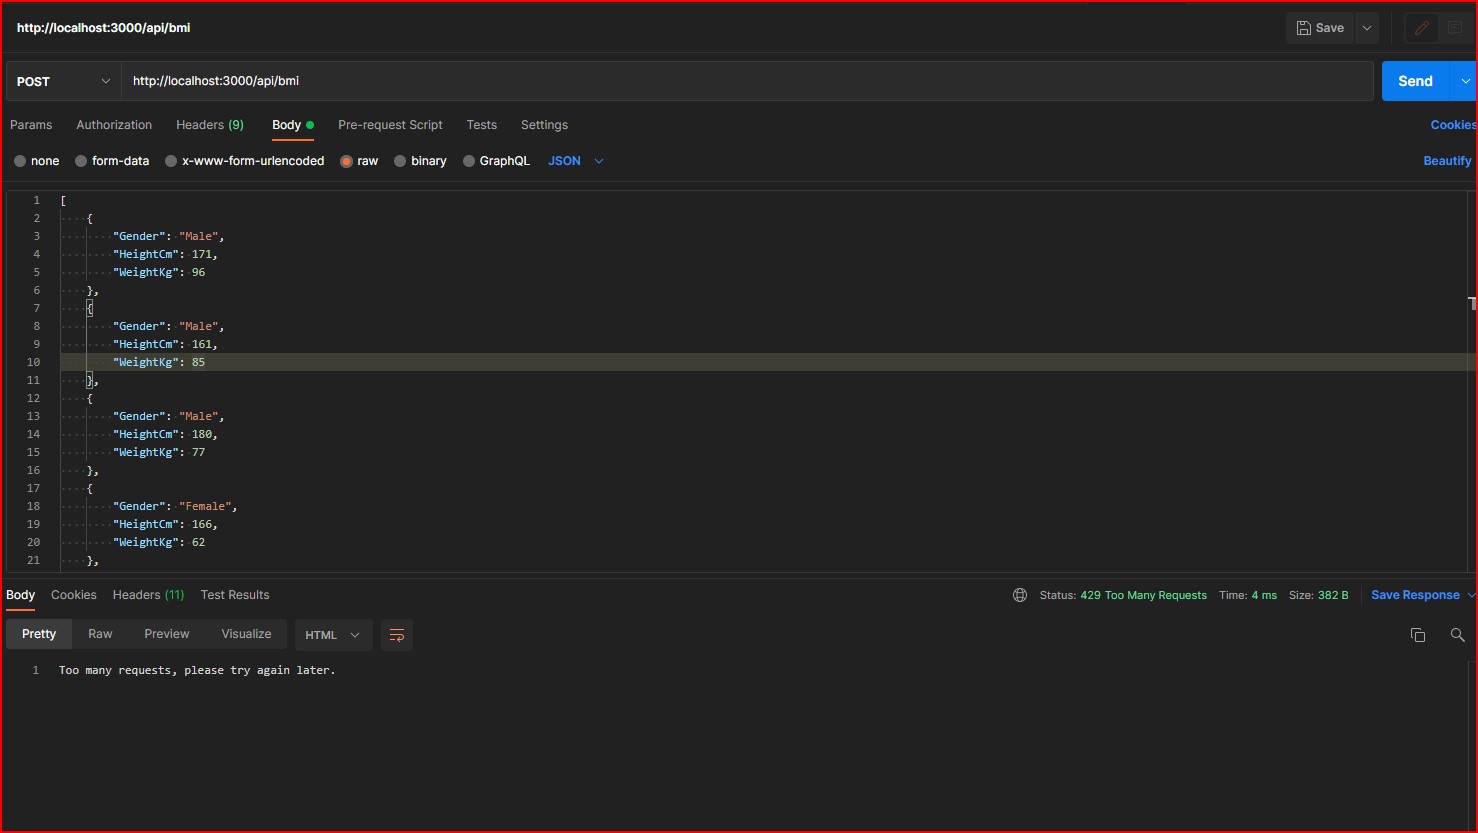 http://localhost:3000/api/bmi
Save
POST
http://localhost:3000/api/bmi
Send
Params Authorization Headers (9) Body Pre-request Script Tests Settings Cookies
none form-data x-www-form-urlencoded raw binary GraphQL JSON Beautify
1 [
2 {
3 "Gender": "Male",
4 "HeightCm": 171,
5 "WeightKg": 96
6 },
7 {
8 "Gender": "Male",
9 "HeightCm": 161,
10 "WeightKg": 85
11 },
12 {
13 "Gender": "Male",
14 "HeightCm": 180,
15 "WeightKg": 77
16 },
17 {
18 "Gender": "Female",
19 "HeightCm": 166,
20 "WeightKg": 62
21 },
Body Cookies Headers (11) Test Results Status: 429 Too Many Requests Time: 4 ms Size: 382 B Save Response
Pretty Raw Preview Visualize HTML
1 Too many requests, please try again later.